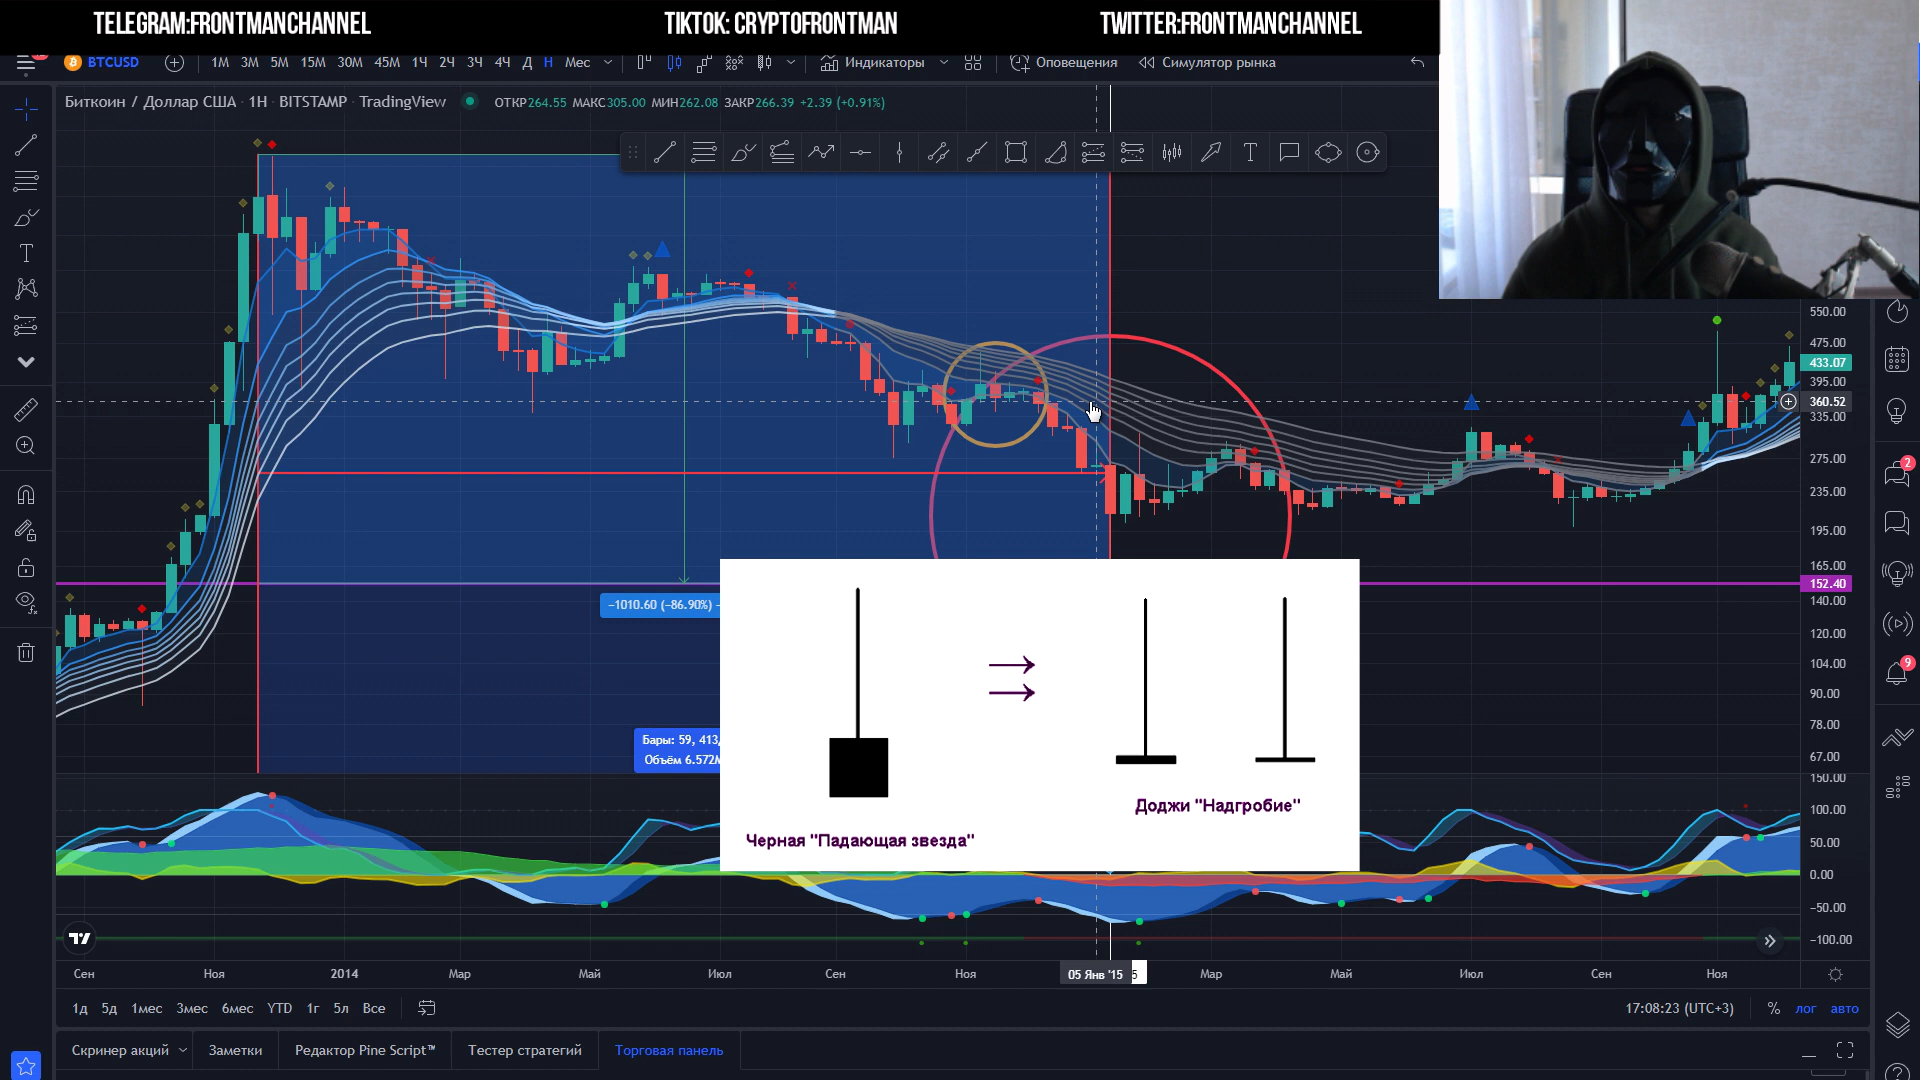 TELEGRAM:FRONTMANCHANNEL
TIKTOK: CRYPTOFRONTMAN
TWITTER:FRONTMANCHANNEL
BTCUSD
1М 3М 5М 15М 30М 45М 1Ч 2Ч 3Ч 4Ч Д Н Мес
Индикаторы
Оповещения
Симулятор рынка
Биткоин / Доллар США · 1Н · BITSTAMP · TradingView
ОТКР264.55 МАКС305.00 МИН262.08 ЗАКР266.39 +2.39 (+0.91%)
550.00
475.00
433.07
395.00
360.52
335.00
275.00
235.00
195.00
165.00
152.40
140.00
120.00
104.00
90.00
78.00
67.00
150.00
100.00
50.00
0.00
−50.00
−100.00
2
9
−1010.60 (−86.90%) −
Бары: 59, 413
Объём 6.572
Черная "Падающая звезда"
Доджи "Надгробие"
Сен Ноя 2014 Мар Май Июл Сен Ноя 05 Янв '15 5 Мар Май Июл Сен Ноя
1д 5д 1мес 3мес 6мес YTD 1г 5л Все
17:08:23 (UTC+3)
% лог авто
Скринер акций
Заметки
Редактор Pine Script™
Тестер стратегий
Торговая панель